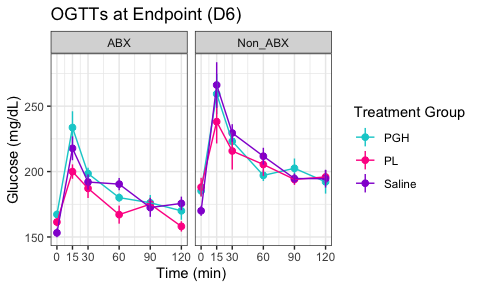 OGTTs at Endpoint (D6)
ABX
Non_ABX
Glucose (mg/dL)
250
200
150
0 15 30 60 90 120
0 15 30 60 90 120
Time (min)
Treatment Group
PGH
PL
Saline